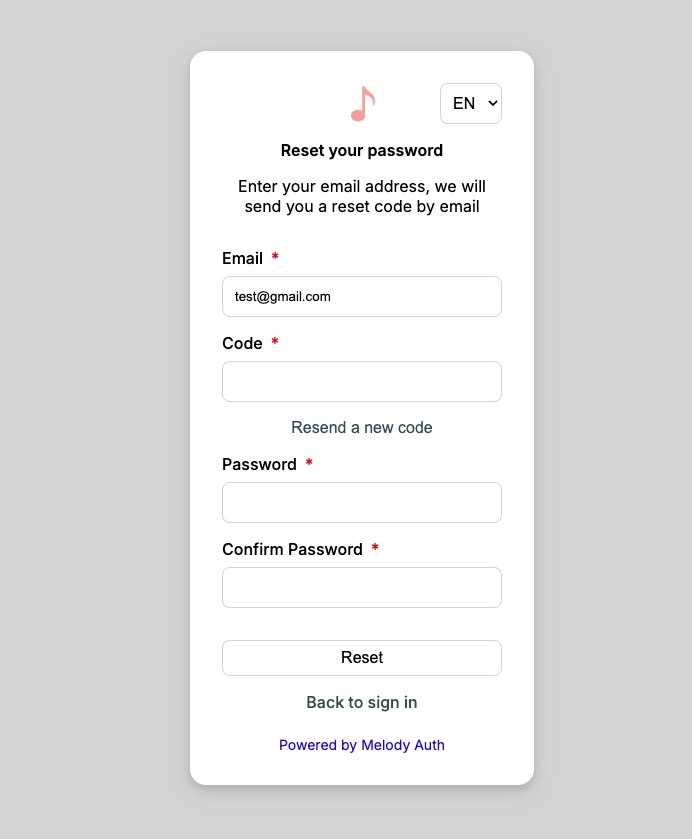 EN
Reset your password
Enter your email address, we will
send you a reset code by email
Email *
test@gmail.com
Code *
Resend a new code
Password *
Confirm Password *
Reset
Back to sign in
Powered by Melody Auth